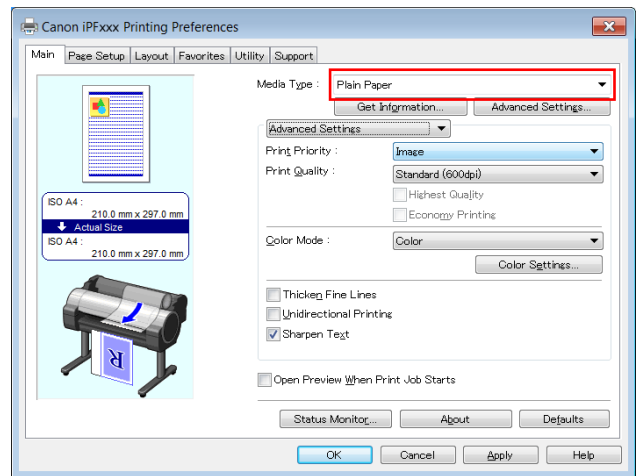 Canon iPFxxx Printing Preferences
Main Page Setup Layout Favorites Utility Support
Media Type : Plain Paper
Get Information... Advanced Settings...
Advanced Settings
Print Priority : Image
Print Quality : Standard (600dpi)
Highest Quality
Economy Printing
ISO A4 :
210.0 mm x 297.0 mm
Actual Size
ISO A4 :
210.0 mm x 297.0 mm
Color Mode : Color
Color Settings...
Thicken Fine Lines
Unidirectional Printing
Sharpen Text
R
Open Preview When Print Job Starts
Status Monitor... About Defaults
OK Cancel Apply Help